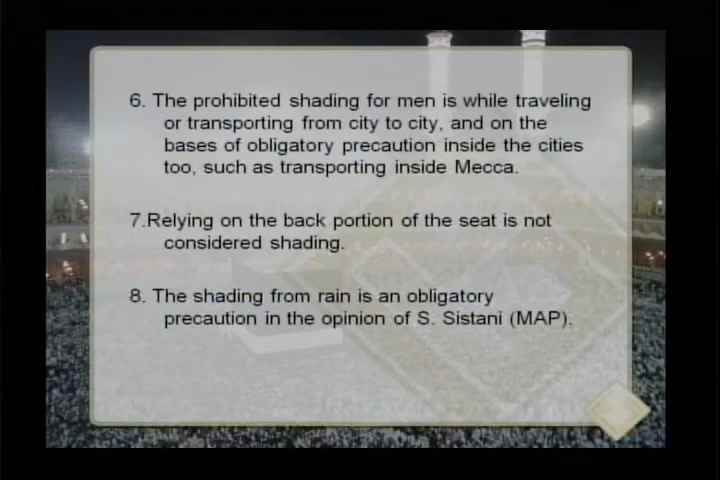 6. The prohibited shading for men is while traveling
or transporting from city to city, and on the
bases of obligatory precaution inside the cities
too, such as transporting inside Mecca.
7.Relying on the back portion of the seat is not
considered shading.
8. The shading from rain is an obligatory
precaution in the opinion of S. Sistani (MAP).